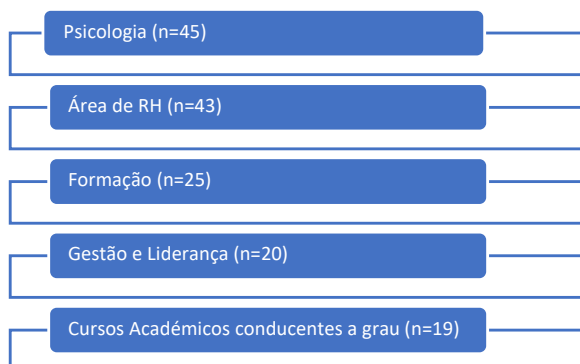 Psicologia (n=45)
Área de RH (n=43)
Formação (n=25)
Gestão e Liderança (n=20)
Cursos Académicos conducentes a grau (n=19)